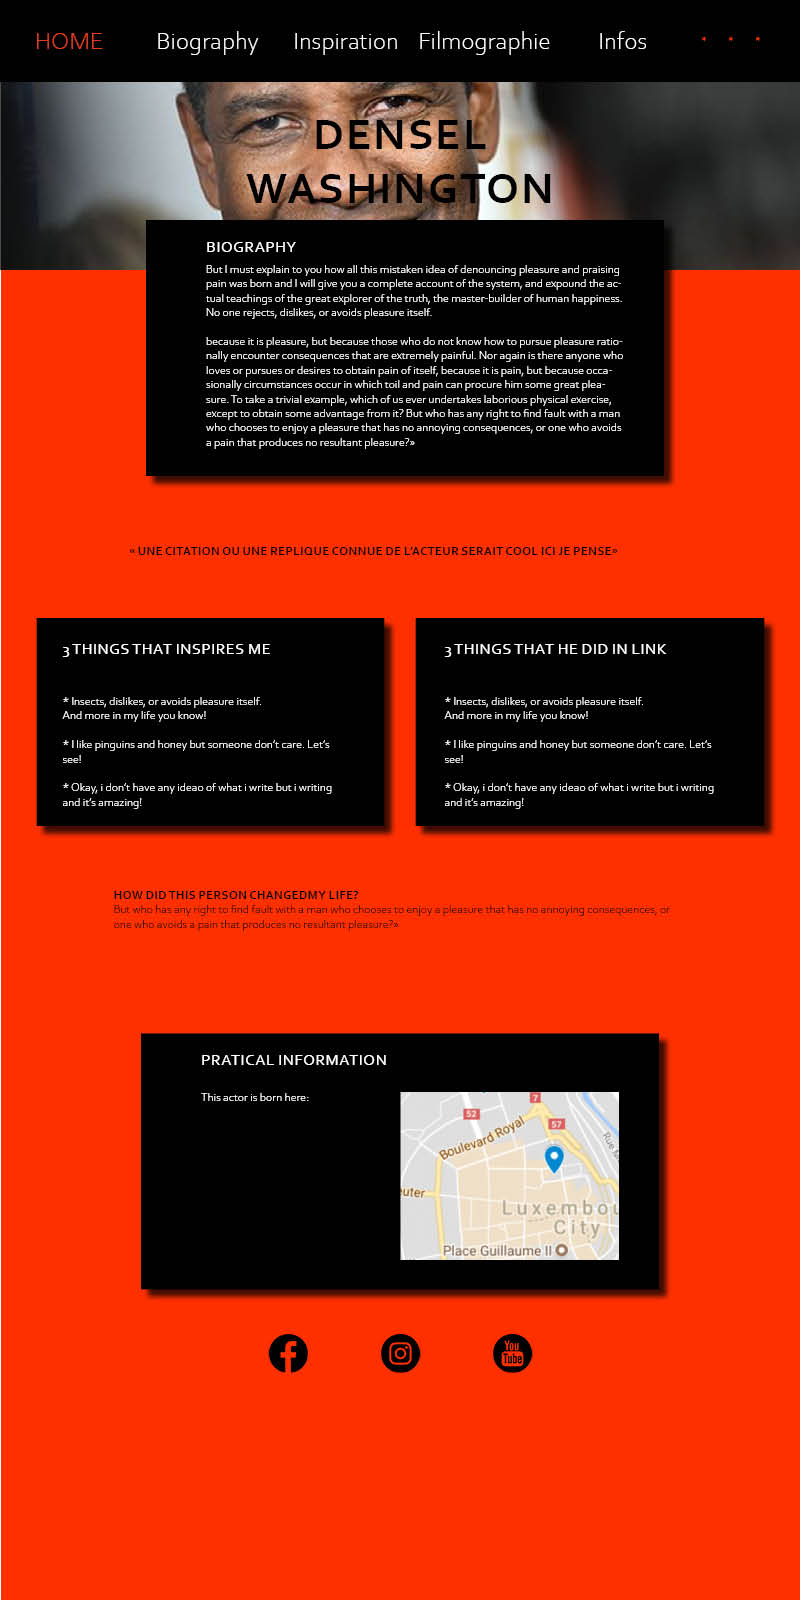 HOME Biography Inspiration Filmographie Infos
DENSEL
WASHINGTON
BIOGRAPHY
But I must explain to you how all this mistaken idea of denouncing pleasure and praising
pain was born and I will give you a complete account of the system, and expound the ac-
tual teachings of the great explorer of the truth, the master-builder of human happiness.
No one rejects, dislikes, or avoids pleasure itself.
because it is pleasure, but because those who do not know how to pursue pleasure ratio-
nally encounter consequences that are extremely painful. Nor again is there anyone who
loves or pursues or desires to obtain pain of itself, because it is pain, but because occa-
sionally circumstances occur in which toil and pain can procure him some great plea-
sure. To take a trivial example, which of us ever undertakes laborious physical exercise,
except to obtain some advantage from it? But who has any right to find fault with a man
who chooses to enjoy a pleasure that has no annoying consequences, or one who avoids
a pain that produces no resultant pleasure?»
« UNE CITATION OU UNE REPLIQUE CONNUE DE L'ACTEUR SERAIT COOL ICI JE PENSE»
3 THINGS THAT INSPIRES ME
* Insects, dislikes, or avoids pleasure itself.
And more in my life you know!
* I like pinguins and honey but someone don't care. Let's
see!
* Okay, i don't have any ideao of what i write but i writing
and it's amazing!
3 THINGS THAT HE DID IN LINK
* Insects, dislikes, or avoids pleasure itself.
And more in my life you know!
* I like pinguins and honey but someone don't care. Let's
see!
* Okay, i don't have any ideao of what i write but i writing
and it's amazing!
HOW DID THIS PERSON CHANGEDMY LIFE?
But who has any right to find fault with a man who chooses to enjoy a pleasure that has no annoying consequences, or
one who avoids a pain that produces no resultant pleasure?»
PRATICAL INFORMATION
This actor is born here:
7
52
57
Boulevard Royal
Rue
euter
Luxembou
City
Place Guillaume II
You
Tube